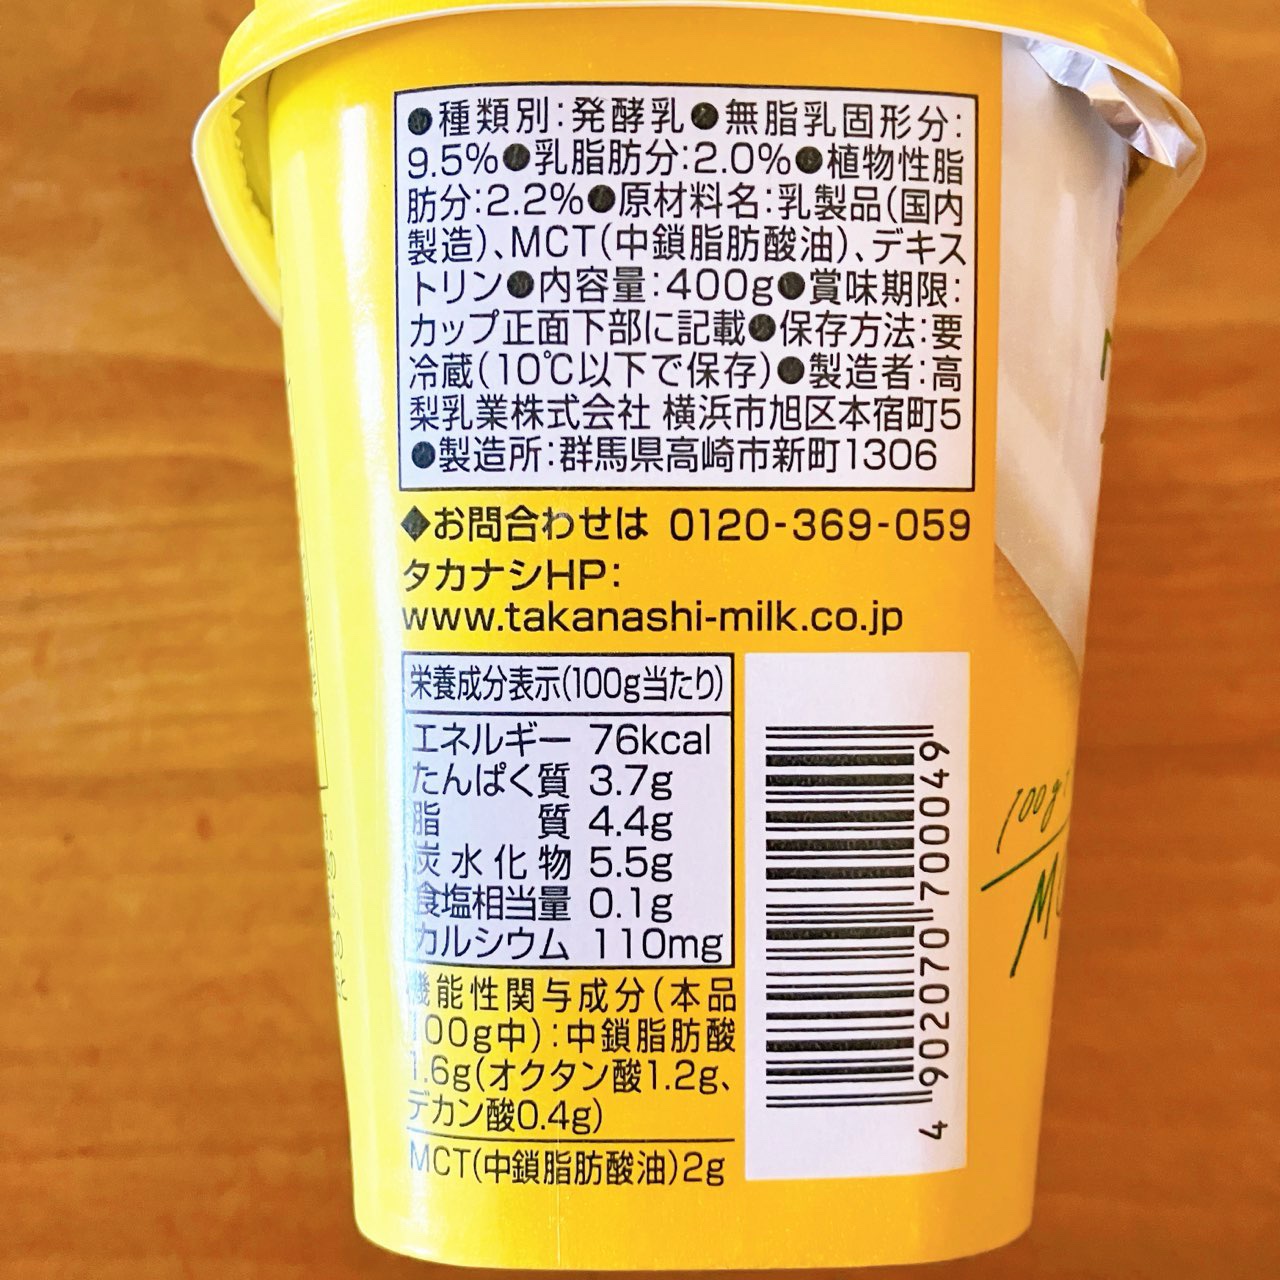 ●種類別:発酵乳●無脂乳固形分:
9.5%●乳脂肪分:2.0%●植物性脂
肪分:2.2%●原材料名:乳製品(国内
製造)、MCT(中鎖脂肪酸油)、デキス
トリン●内容量:400g●賞味期限:
カップ正面下部に記載●保存方法:要
冷蔵(10℃以下で保存)●製造者:高
梨乳業株式会社 横浜市旭区本宿町5
●製造所:群馬県高崎市新町1306
◆お問合わせは 0120-369-059
タカナシHP:
www.takanashi-milk.co.jp
栄養成分表示(100g当たり)
エネルギー 76kcal
たんぱく質 3.7g
脂質 4.4g
炭水化物 5.5g
食塩相当量 0.1g
カルシウム 110mg
機能性関与成分(本品
100g中):中鎖脂肪酸
1.6g(オクタン酸1.2g、
デカン酸0.4g)
MCT(中鎖脂肪酸油)2g
4 902070 700049
100g